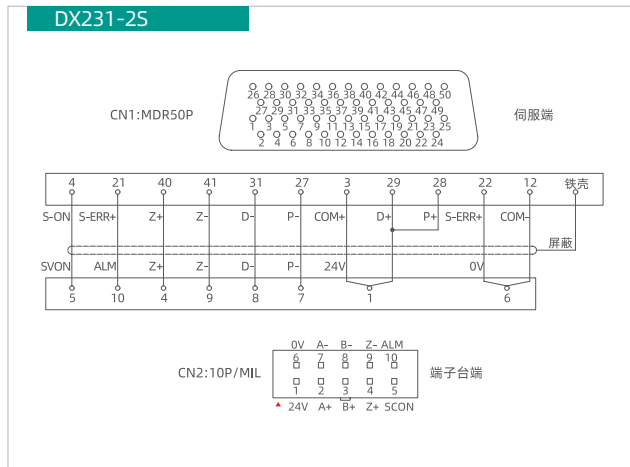 DX231-2S
26 28 30 32 34 36 38 40 42 44 46 48 50
27 29 31 33 35 37 39 41 43 45 47 49
CN1:MDR50P
伺服端
1 3 5 7 9 11 13 15 17 19 21 23 25
2 4 6 8 10 12 14 16 18 20 22 24
4 21 40 41 31 27 3 29 28 22 12 铁壳
S-ON S-ERR+ Z+ Z- D- P- COM+ D+ P+ S-ERR+ COM-
屏蔽
SVON ALM Z+ Z- D- P- 24V 0V
5 10 4 9 8 7 1 6
0V A- B- Z- ALM
6 7 8 9 10
CN2:10P/MIL
端子台端
1 2 3 4 5
24V A+ B+ Z+ SCON